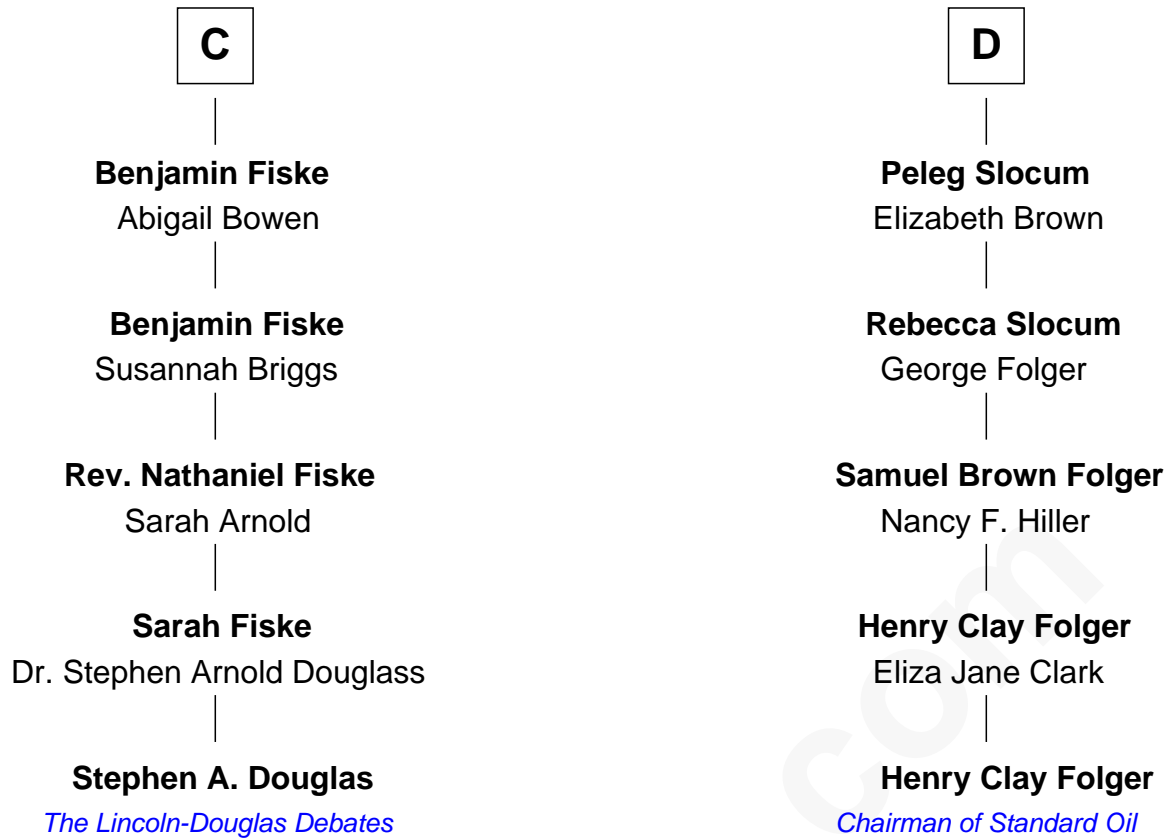 C
Benjamin Fiske
Abigail Bowen
Benjamin Fiske
Susannah Briggs
Rev. Nathaniel Fiske
Sarah Arnold
Sarah Fiske
Dr. Stephen Arnold Douglass
Stephen A. Douglas
The Lincoln-Douglas Debates
D
Peleg Slocum
Elizabeth Brown
Rebecca Slocum
George Folger
Samuel Brown Folger
Nancy F. Hiller
Henry Clay Folger
Eliza Jane Clark
Henry Clay Folger
Chairman of Standard Oil
com